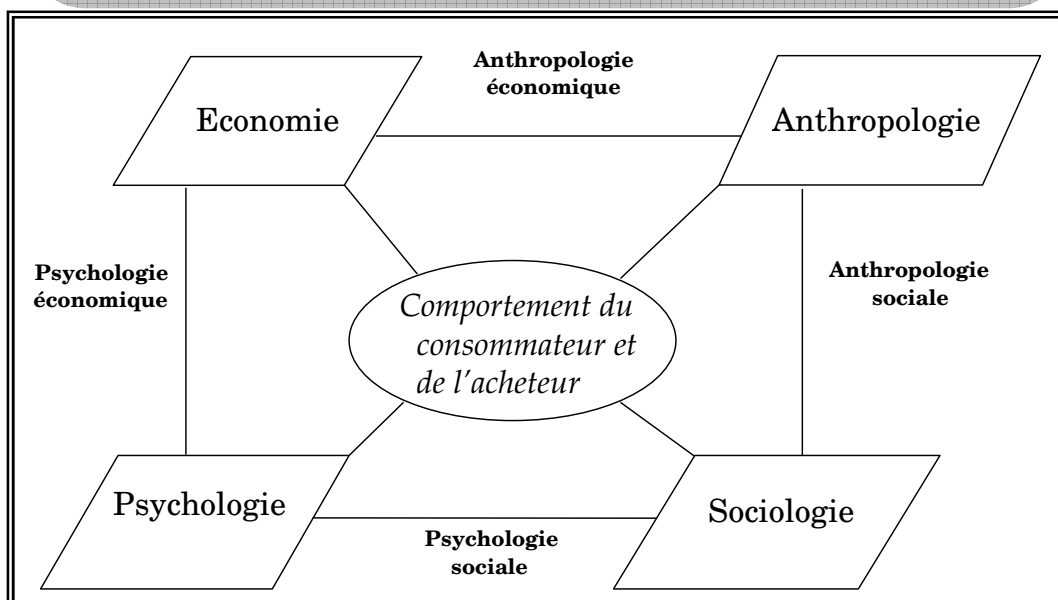 Anthropologie
économique
Economie
Anthropologie
Psychologie
économique
Anthropologie
sociale
Comportement du
consommateur et
de l'acheteur
Psychologie
Sociologie
Psychologie
sociale